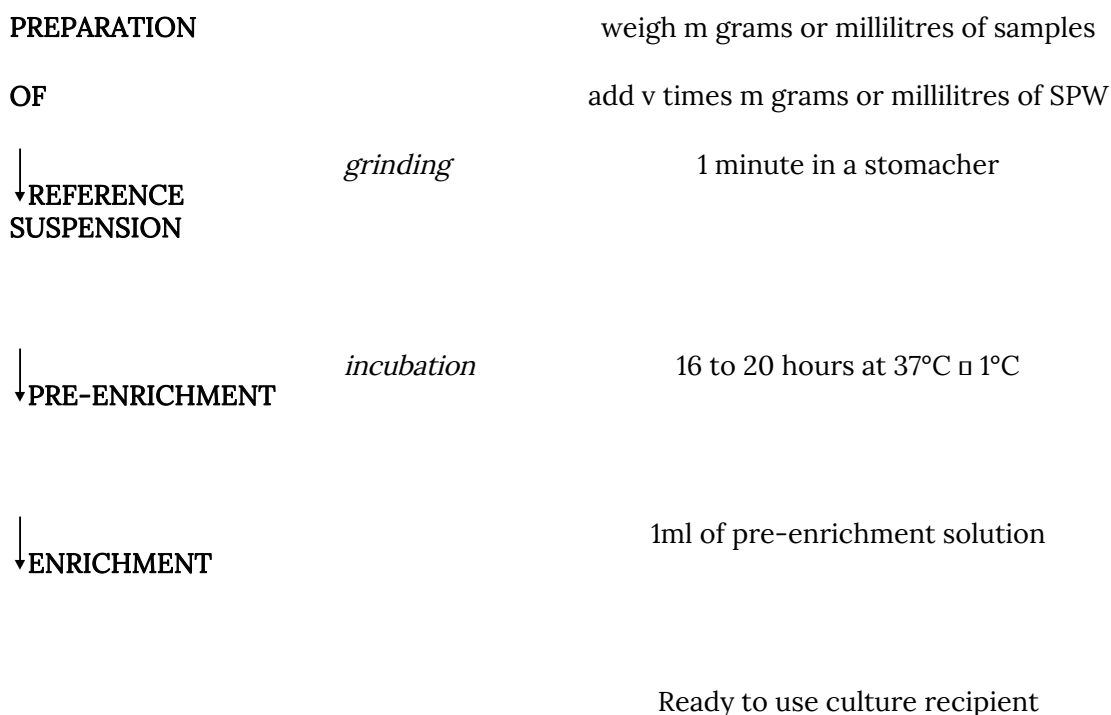 PREPARATION weigh m grams or millilitres of samples
OF add v times m grams or millilitres of SPW
grinding 1 minute in a stomacher
REFERENCE
SUSPENSION
incubation 16 to 20 hours at 37°C ▯ 1°C
PRE-ENRICHMENT
1ml of pre-enrichment solution
ENRICHMENT
Ready to use culture recipient